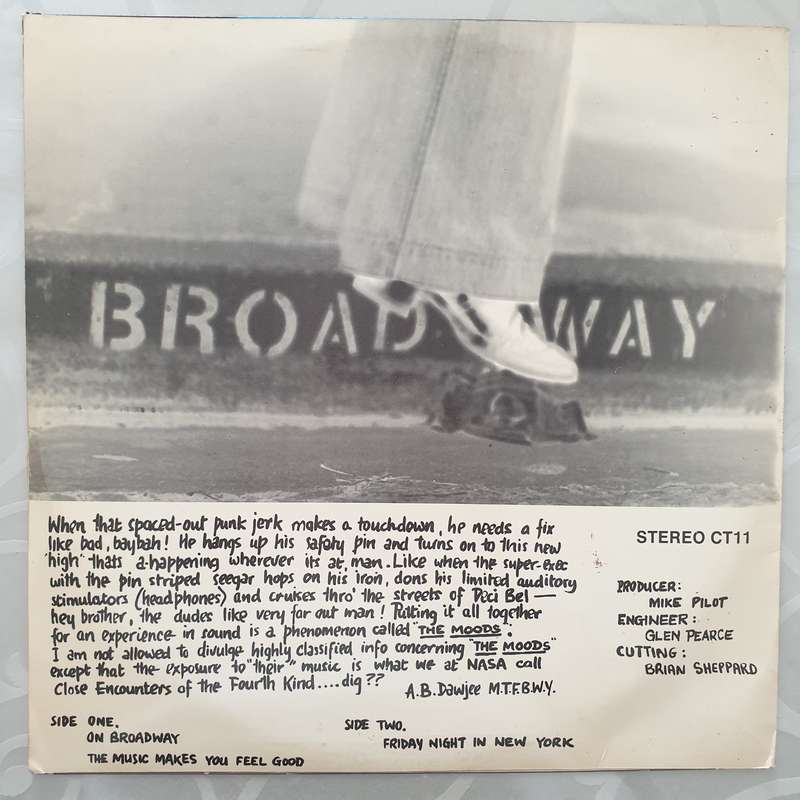 BROADWAY
When that spaced-out punk jerk makes a touchdown, he needs a fix
like bad, baybah! He hangs up his safaty pin and turns on to this new
"high" thats a-happening wherever its at, man. Like when the super-exec
with the pin striped seegar hops on his iron, dons his limited auditory
stimulators (headphones) and cruises thro' the streets of Deci Bel —
hey brother, the dudes like very far out man! Putting it all together
for an experience in sound is a phenomenon called "THE MOODS".
I am not allowed to divulge highly classified info concerning "THE MOODS"
except that the exposure to "their" music is what we at NASA call
Close Encounters of the Fourth Kind....dig??
A.B. Dawjee M.T.F.B.W.Y.
STEREO CT11
PRODUCER:
MIKE PILOT
ENGINEER:
GLEN PEARCE
CUTTING:
BRIAN SHEPPARD
SIDE ONE.
ON BROADWAY
THE MUSIC MAKES YOU FEEL GOOD
SIDE TWO.
FRIDAY NIGHT IN NEW YORK